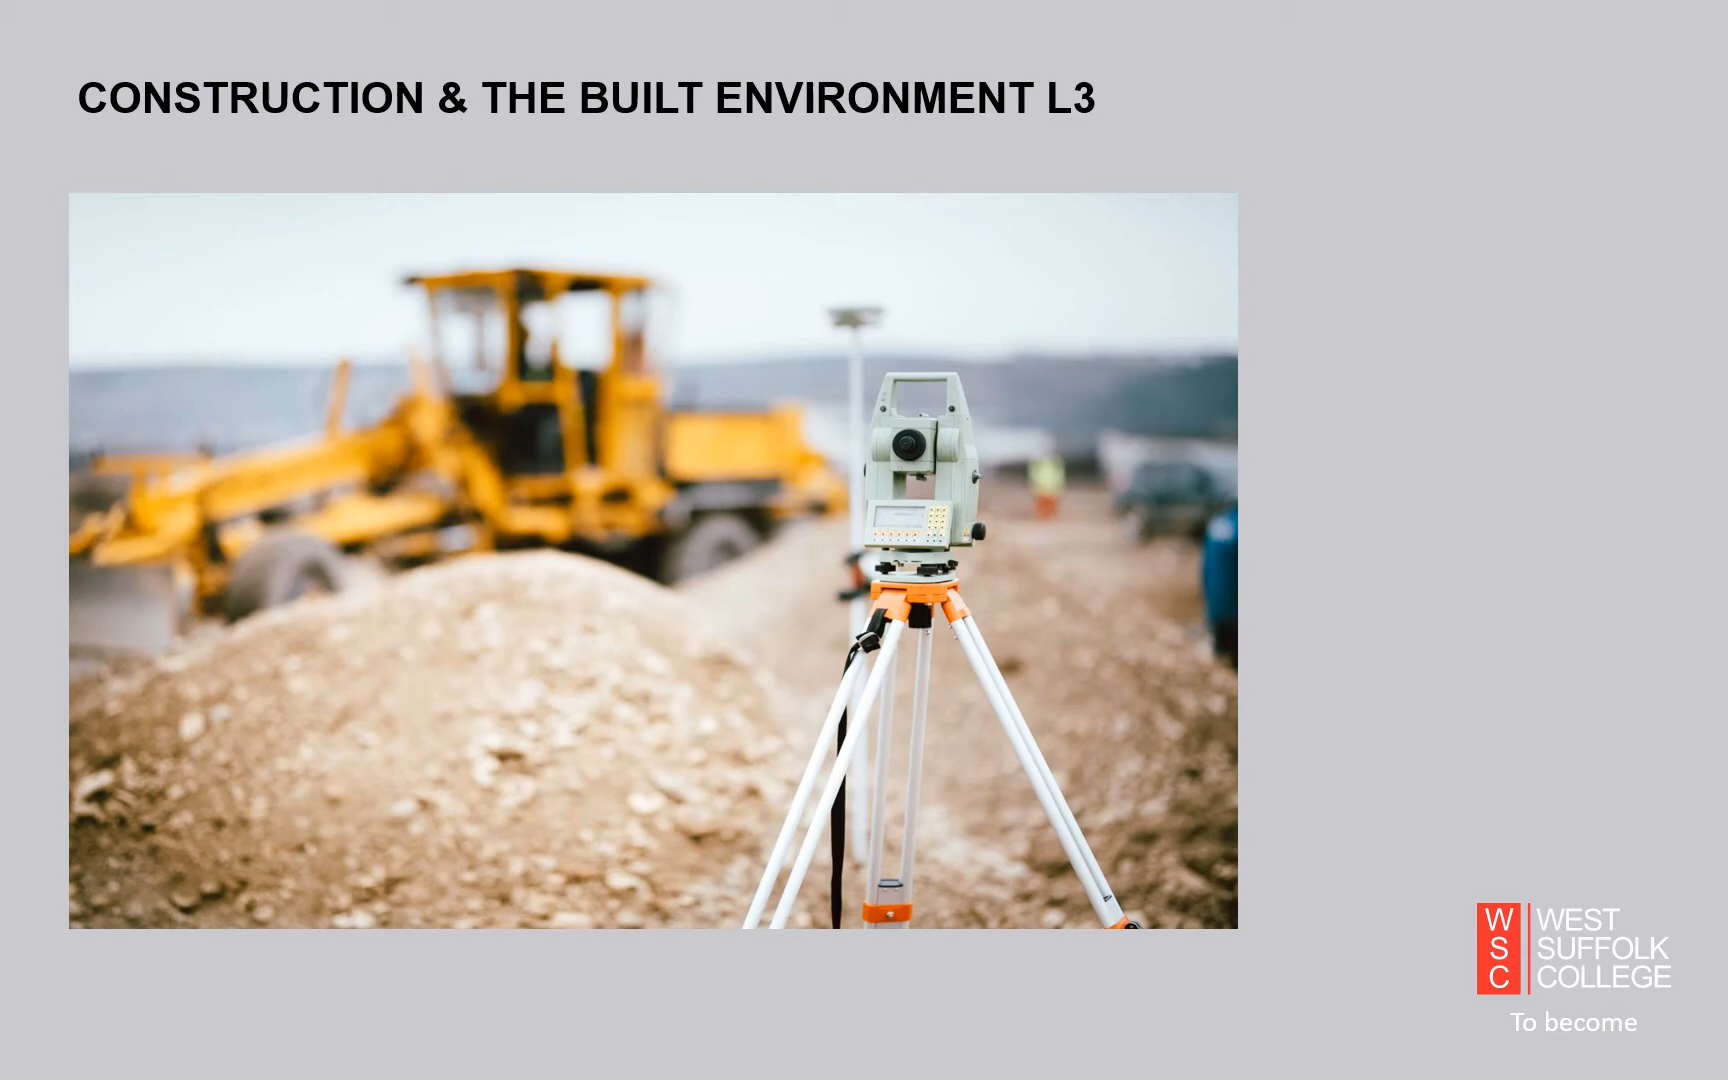 CONSTRUCTION & THE BUILT ENVIRONMENT L3
W
S
C
WEST
SUFFOLK
COLLEGE
To become